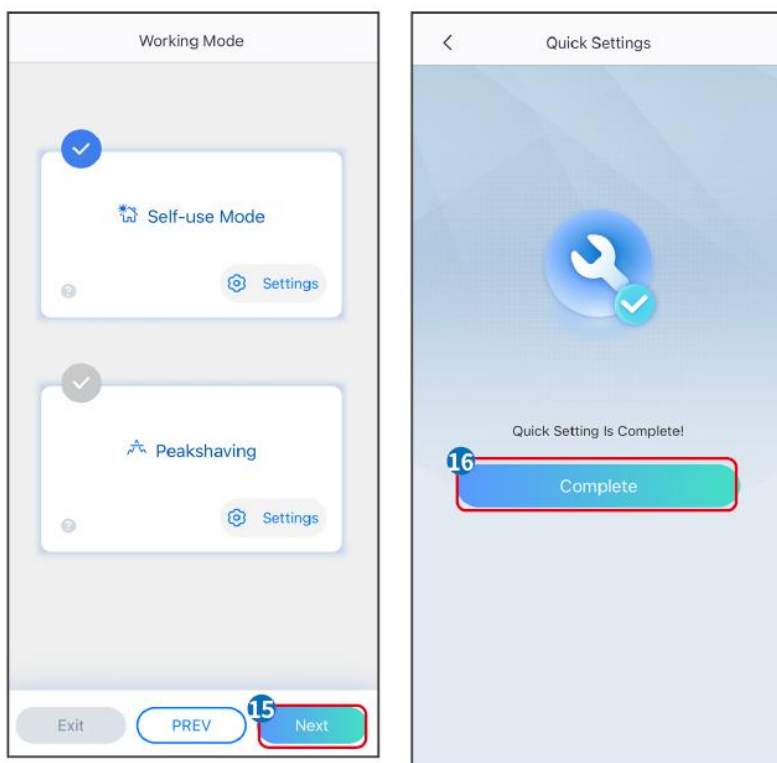 Working Mode
Self-use Mode
?
Settings
Peakshaving
?
Settings
Exit
PREV
15
Next
Quick Settings
Quick Setting Is Complete!
16
Complete